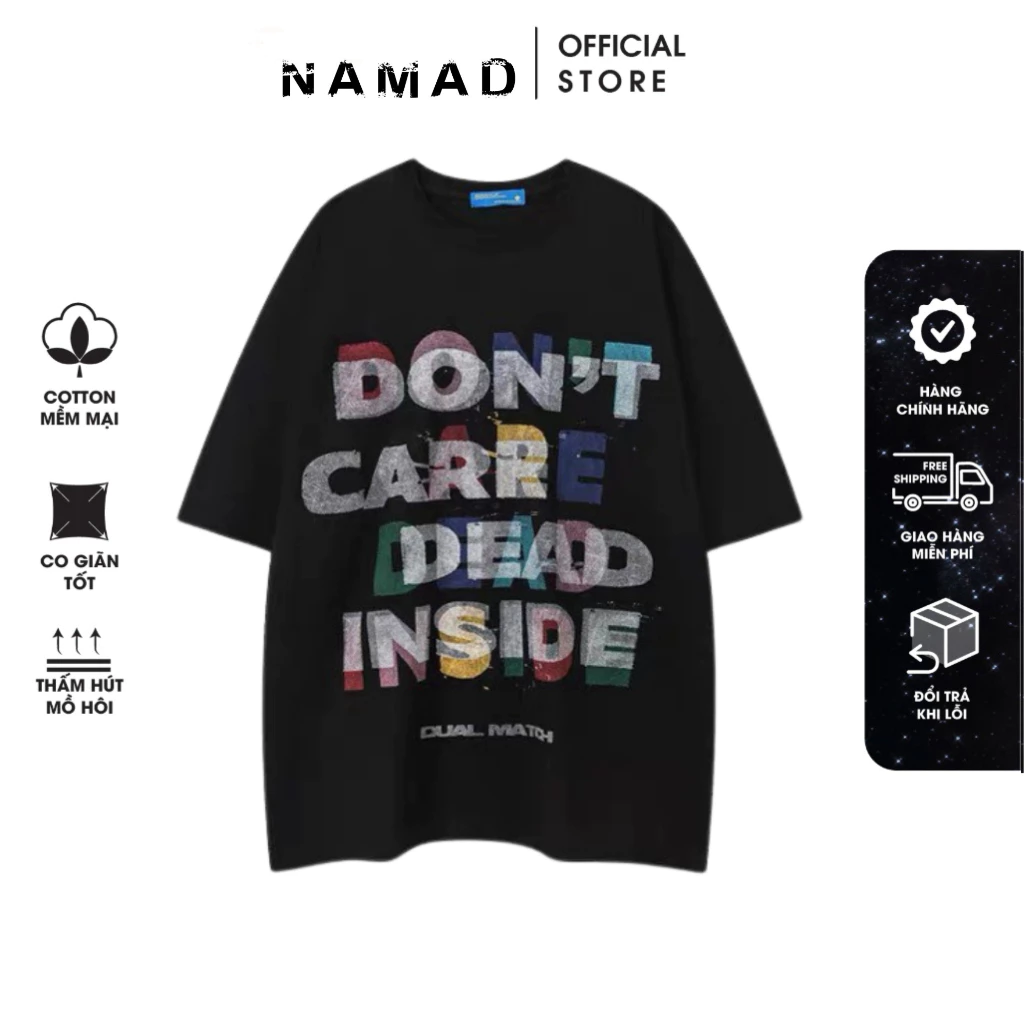 NAMAD
OFFICIAL
STORE
DON'T
CARRE
DEAD
INSIDE
DUAL MATCH
COTTON
MỀM MẠI
CO GIÃN
TỐT
THẤM HÚT
MỒ HÔI
HÀNG
CHÍNH HÃNG
FREE
SHIPPING
GIAO HÀNG
MIỄN PHÍ
ĐỔI TRẢ
KHI LỖI